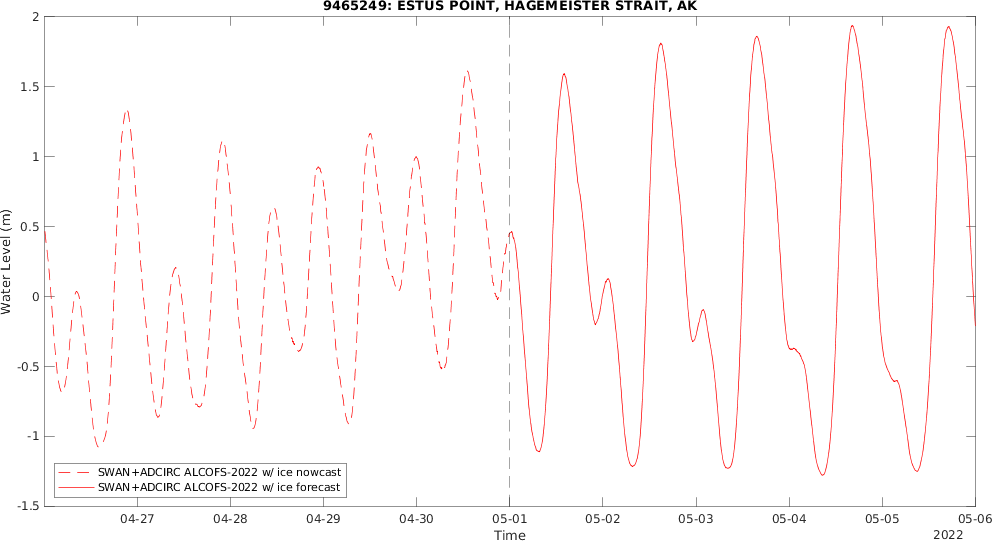 9465249: ESTUS POINT, HAGEMEISTER STRAIT, AK
2
1.5
1
0.5
0
-0.5
-1
-1.5
Water Level (m)
SWAN+ADCIRC ALCOFS-2022 w/ ice nowcast
SWAN+ADCIRC ALCOFS-2022 w/ ice forecast
04-27 04-28 04-29 04-30 05-01 05-02 05-03 05-04 05-05 05-06
Time
2022